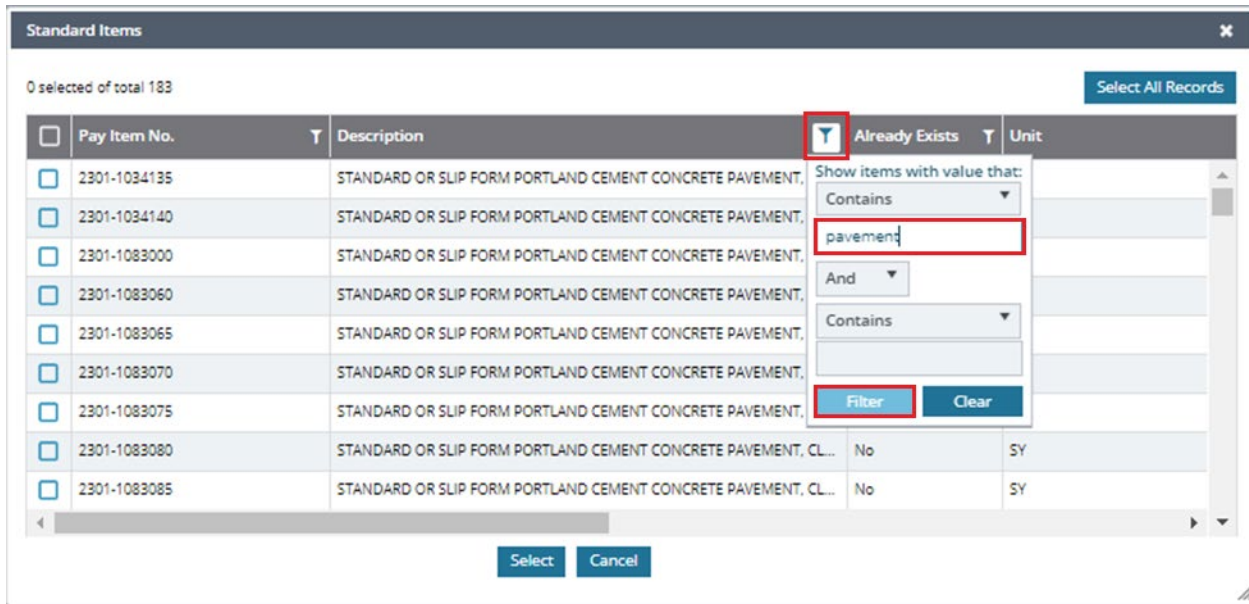 Standard Items
0 selected of total 183
Select All Records
Pay Item No. Description Already Exists Unit
2301-1034135 STANDARD OR SLIP FORM PORTLAND CEMENT CONCRETE PAVEMENT,
2301-1034140 STANDARD OR SLIP FORM PORTLAND CEMENT CONCRETE PAVEMENT,
2301-1083000 STANDARD OR SLIP FORM PORTLAND CEMENT CONCRETE PAVEMENT,
2301-1083060 STANDARD OR SLIP FORM PORTLAND CEMENT CONCRETE PAVEMENT,
2301-1083065 STANDARD OR SLIP FORM PORTLAND CEMENT CONCRETE PAVEMENT,
2301-1083070 STANDARD OR SLIP FORM PORTLAND CEMENT CONCRETE PAVEMENT,
2301-1083075 STANDARD OR SLIP FORM PORTLAND CEMENT CONCRETE PAVEMENT,
2301-1083080 STANDARD OR SLIP FORM PORTLAND CEMENT CONCRETE PAVEMENT, CL... No SY
2301-1083085 STANDARD OR SLIP FORM PORTLAND CEMENT CONCRETE PAVEMENT, CL... No SY
Show items with value that:
Contains
pavement
And
Contains
Filter Clear
Select Cancel